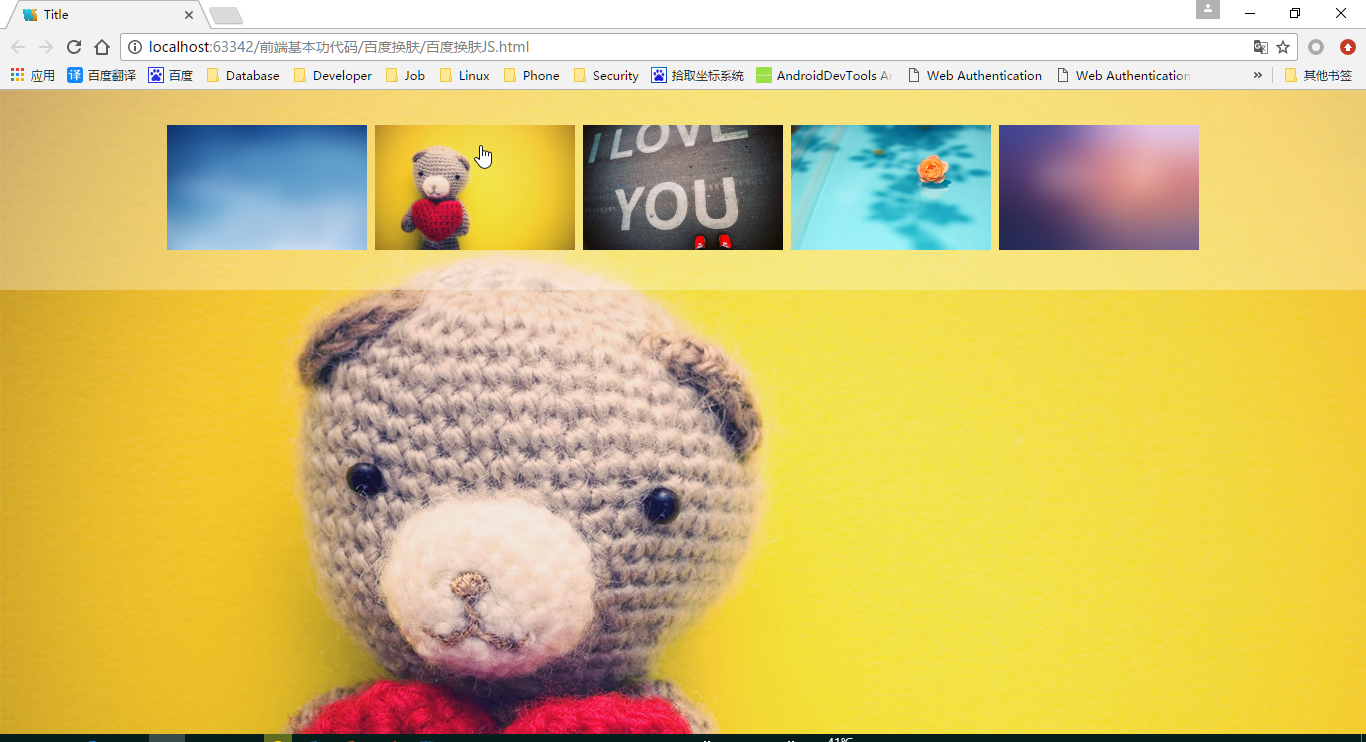 Title
localhost:63342/前端基本功代码/百度换肤/百度换肤JS.html
应用 译 百度翻译 百度 Database Developer Job Linux Phone Security 拾取坐标系统 AndroidDevTools Web Authentication Web Authentication » 其他书签
I LOVE
YOU
41°C